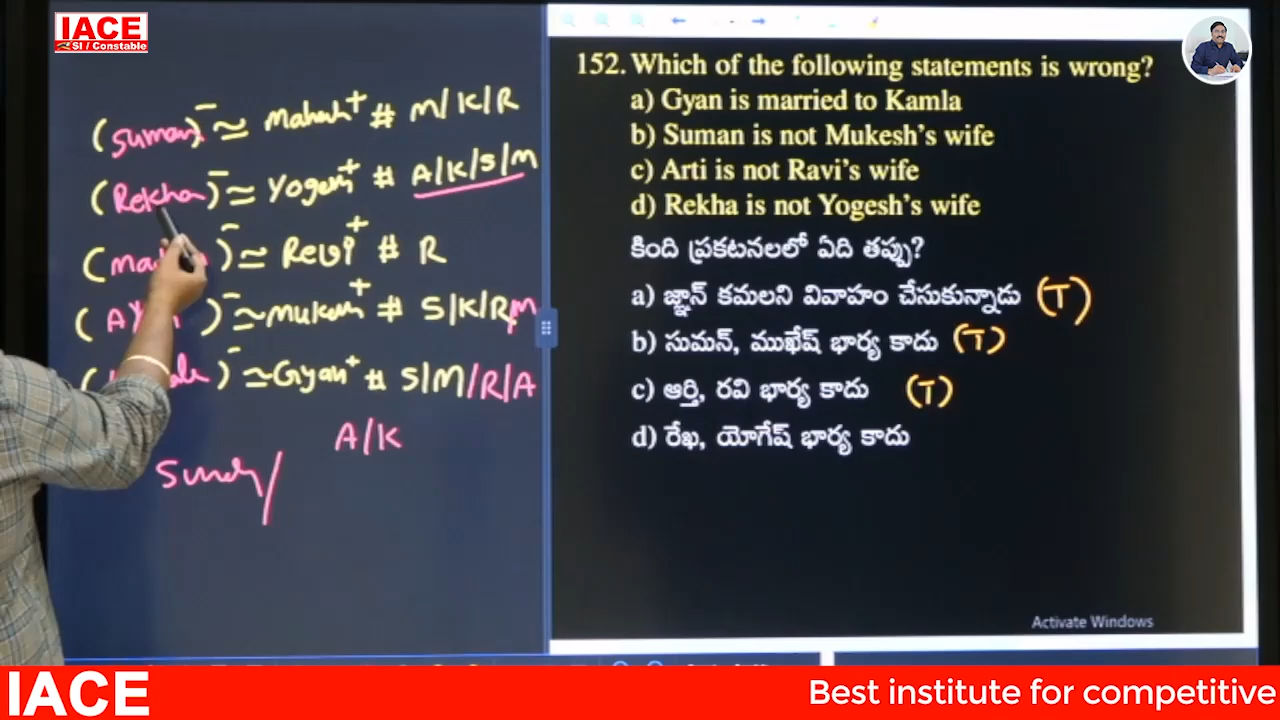 IACE
SI / Constable
(Suman)⁻ ≃ Mahesh⁺ # M/K/R
(Rekha)⁻ ≃ Yogesh⁺ # A/K/S/M
⁻ ≃ Ravi⁺ # R
⁻ ≃ Mukesh⁺ # S/K/R/M
⁻ ≃ Gyan⁺ # S/M/R/A
A/K
152. Which of the following statements is wrong?
a) Gyan is married to Kamla
b) Suman is not Mukesh's wife
c) Arti is not Ravi's wife
d) Rekha is not Yogesh's wife
కింది ప్రకటనలలో ఏది తప్పు?
a) జ్ఞాన్ కమలని వివాహం చేసుకున్నాడు (T)
b) సుమన్, ముఖేష్ భార్య కాదు (T)
c) ఆర్తి, రవి భార్య కాదు (T)
d) రేఖ, యోగేష్ భార్య కాదు
Activate Windows
IACE
Best institute for competitive